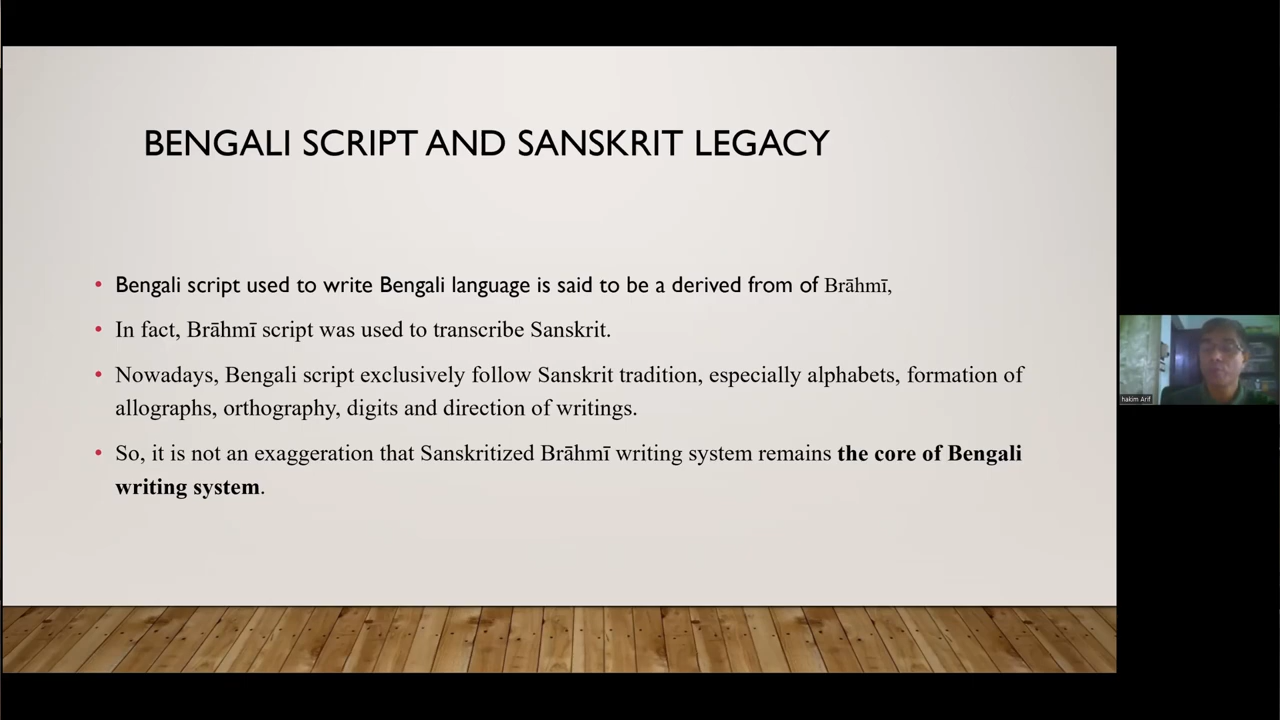 BENGALI SCRIPT AND SANSKRIT LEGACY
• Bengali script used to write Bengali language is said to be a derived from of Brāhmī,
• In fact, Brāhmī script was used to transcribe Sanskrit.
• Nowadays, Bengali script exclusively follow Sanskrit tradition, especially alphabets, formation of
allographs, orthography, digits and direction of writings.
• So, it is not an exaggeration that Sanskritized Brāhmī writing system remains the core of Bengali
writing system.
hakim Arif